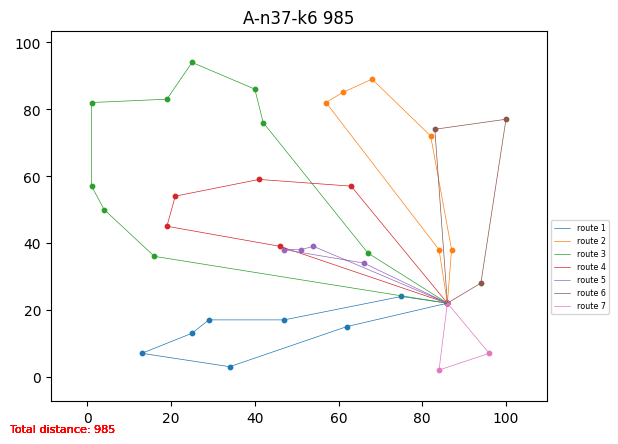 A-n37-k6 985
100
80
60
40
20
0
0 20 40 60 80 100
route 1
route 2
route 3
route 4
route 5
route 6
route 7
Total distance: 985